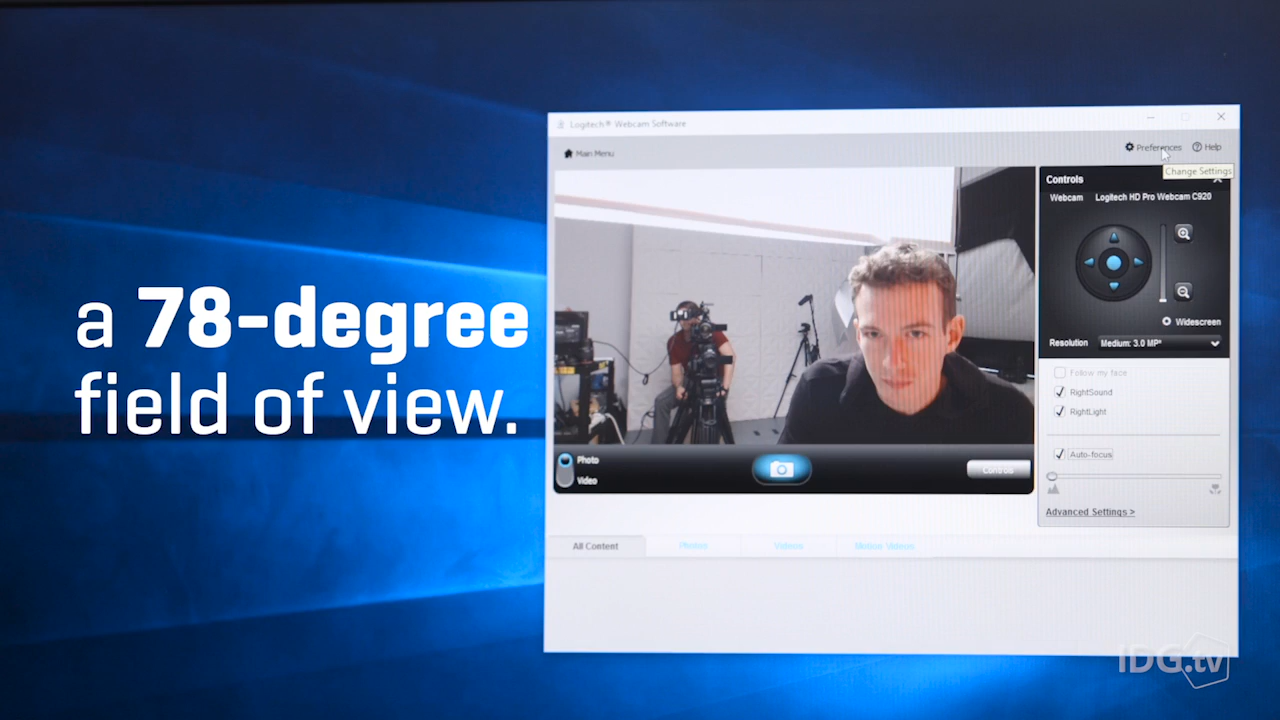 Logitech® Webcam Software
Main Menu
Preferences
Help
Change Settings
Controls
Webcam
Logitech HD Pro Webcam C920
a 78-degree
field of view.
Widescreen
Resolution
Medium: 3.0 MP*
Follow my face
RightSound
RightLight
Auto-focus
Photo
Video
Controls
Advanced Settings >
All Content
Photos
Videos
Motion Videos
IDG.tv